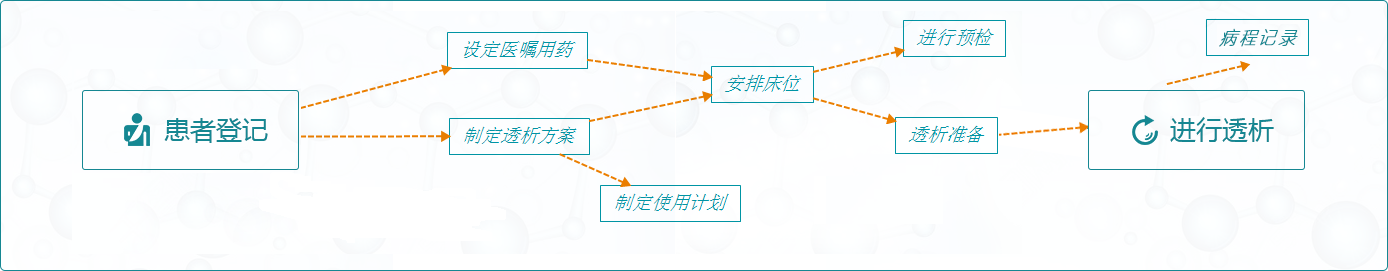 患者登记
设定医嘱用药
制定透析方案
制定使用计划
安排床位
进行预检
透析准备
进行透析
病程记录